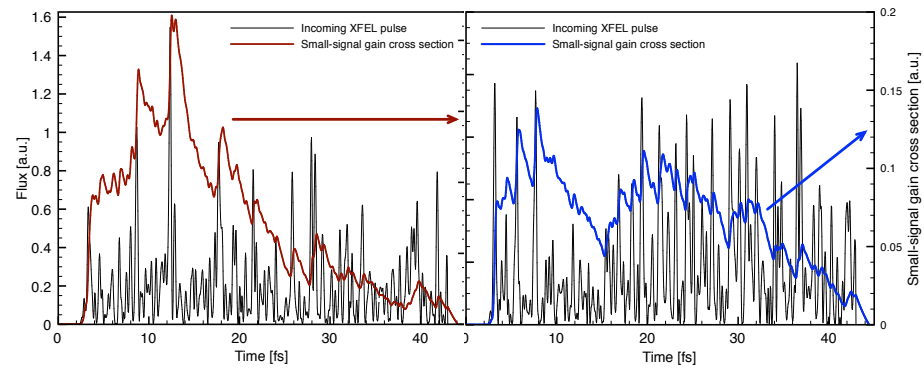 Incoming XFEL pulse
Small-signal gain cross section
Flux [a.u.]
1.6
1.4
1.2
1
0.8
0.6
0.4
0.2
0
0
10
20
30
40
Time [fs]
Incoming XFEL pulse
Small-signal gain cross section
0.2
0.15
0.1
0.05
0
Small-signal gain cross section [a.u.]
10
20
30
40
Time [fs]